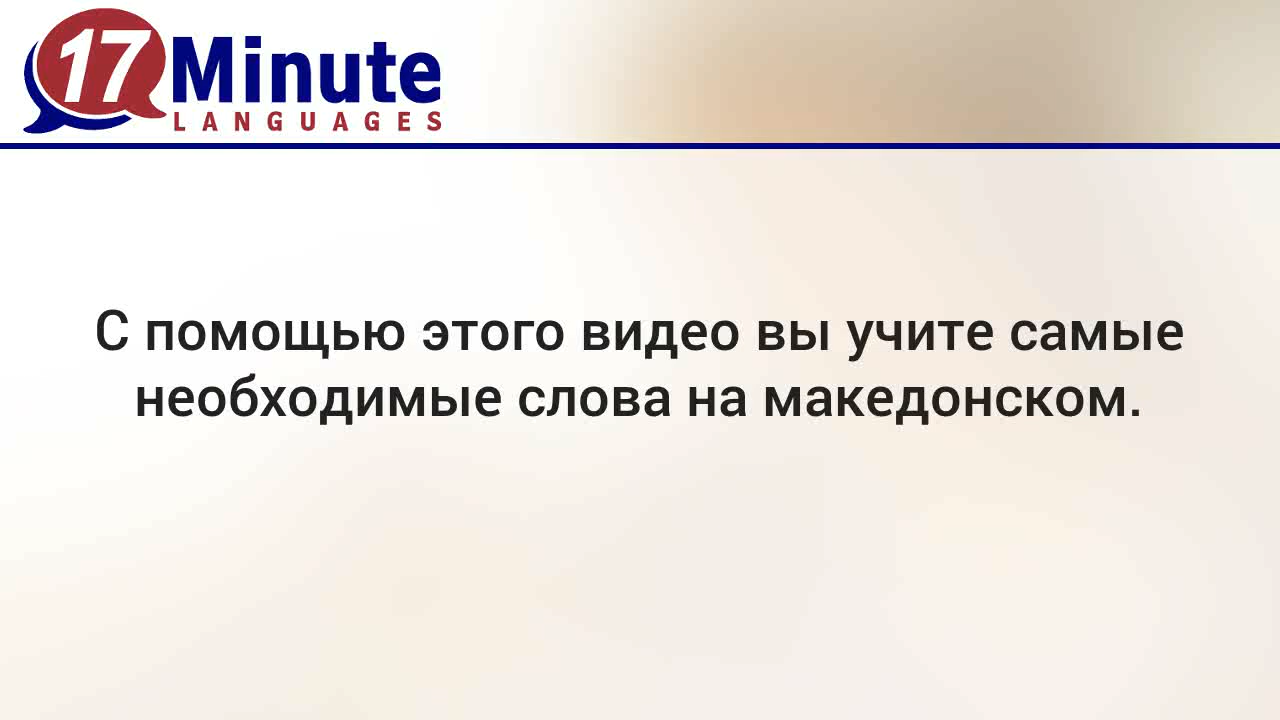 17 Minute
LANGUAGES
С помощью этого видео вы учите самые
необходимые слова на македонском.